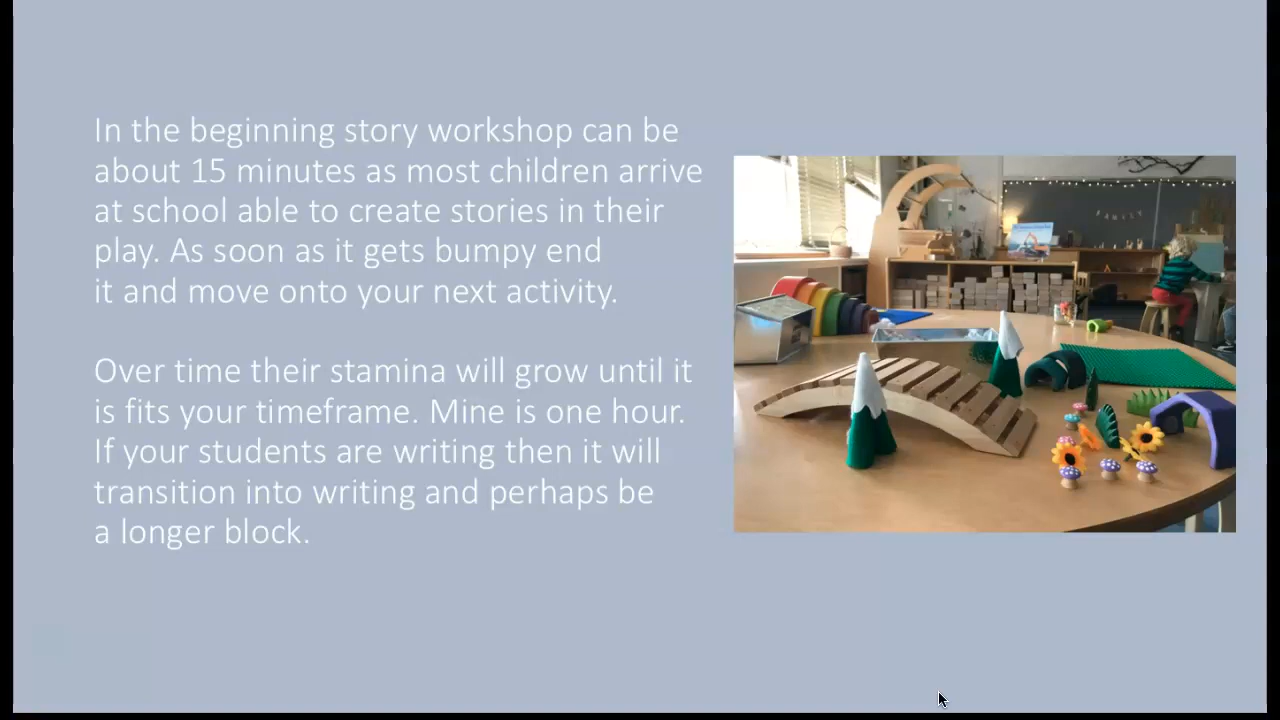 In the beginning story workshop can be
about 15 minutes as most children arrive
at school able to create stories in their
play. As soon as it gets bumpy end
it and move onto your next activity.
Over time their stamina will grow until it
is fits your timeframe. Mine is one hour.
If your students are writing then it will
transition into writing and perhaps be
a longer block.
FAMILY